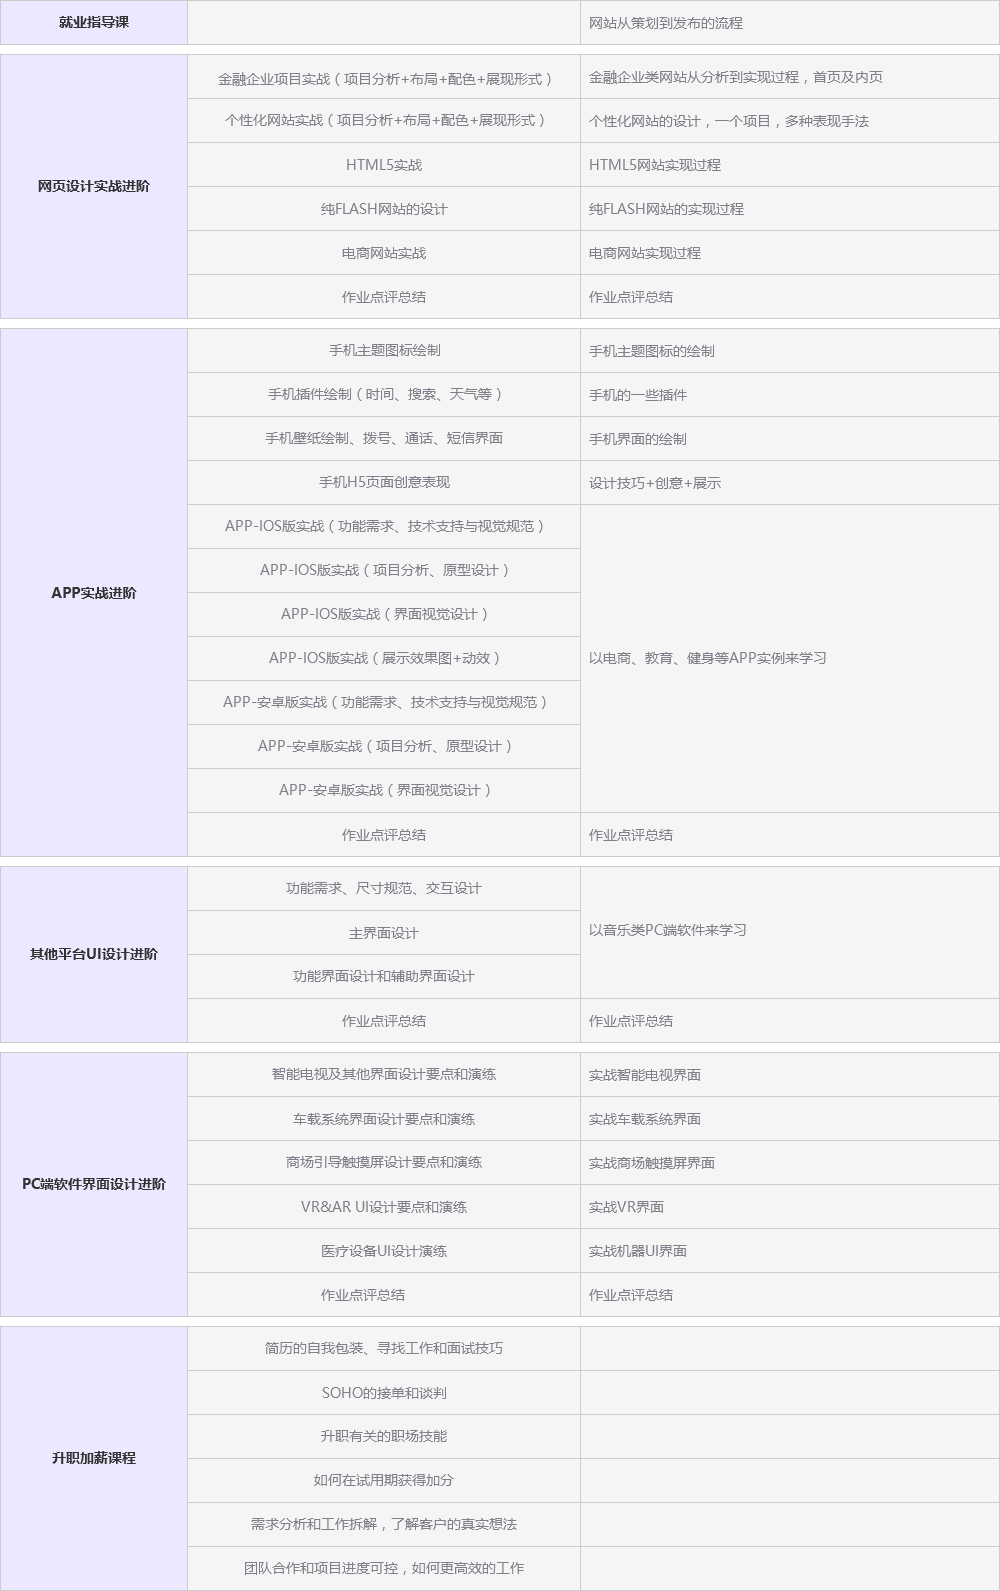 就业指导课
网站从策划到发布的流程
金融企业项目实战（项目分析+布局+配色+展现形式）
金融企业类网站从分析到实现过程，首页及内页
个性化网站实战（项目分析+布局+配色+展现形式）
个性化网站的设计，一个项目，多种表现手法
HTML5实战
HTML5网站实现过程
网页设计实战进阶
纯FLASH网站的设计
纯FLASH网站的实现过程
电商网站实战
电商网站实现过程
作业点评总结
作业点评总结
手机主题图标绘制
手机主题图标的绘制
手机插件绘制（时间、搜索、天气等）
手机的一些插件
手机壁纸绘制、拨号、通话、短信界面
手机界面的绘制
手机H5页面创意表现
设计技巧+创意+展示
APP-IOS版实战（功能需求、技术支持与视觉规范）
APP-IOS版实战（项目分析、原型设计）
APP实战进阶
APP-IOS版实战（界面视觉设计）
APP-IOS版实战（展示效果图+动效）
以电商、教育、健身等APP实例来学习
APP-安卓版实战（功能需求、技术支持与视觉规范）
APP-安卓版实战（项目分析、原型设计）
APP-安卓版实战（界面视觉设计）
作业点评总结
作业点评总结
功能需求、尺寸规范、交互设计
主界面设计
以音乐类PC端软件来学习
其他平台UI设计进阶
功能界面设计和辅助界面设计
作业点评总结
作业点评总结
智能电视及其他界面设计要点和演练
实战智能电视界面
车载系统界面设计要点和演练
实战车载系统界面
商场引导触摸屏设计要点和演练
实战商场触摸屏界面
PC端软件界面设计进阶
VR&AR UI设计要点和演练
实战VR界面
医疗设备UI设计演练
实战机器UI界面
作业点评总结
作业点评总结
简历的自我包装、寻找工作和面试技巧
SOHO的接单和谈判
升职有关的职场技能
升职加薪课程
如何在试用期获得加分
需求分析和工作拆解，了解客户的真实想法
团队合作和项目进度可控，如何更高效的工作